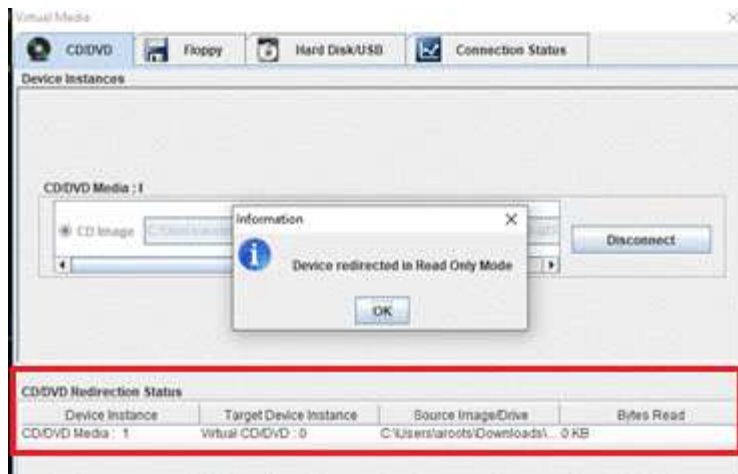 Virtual Media
CD/DVD Floppy Hard Disk/USB Connection Status
Device Instances
CD/DVD Media : I
CD Image
Disconnect
Information
Device redirected in Read Only Mode
OK
CD/DVD Redirection Status
Device Instance Target Device Instance Source Image/Drive Bytes Read
CD/DVD Media : 1 Virtual CD/DVD : 0 C:\Users\aroots\Downloads\... 0 KB